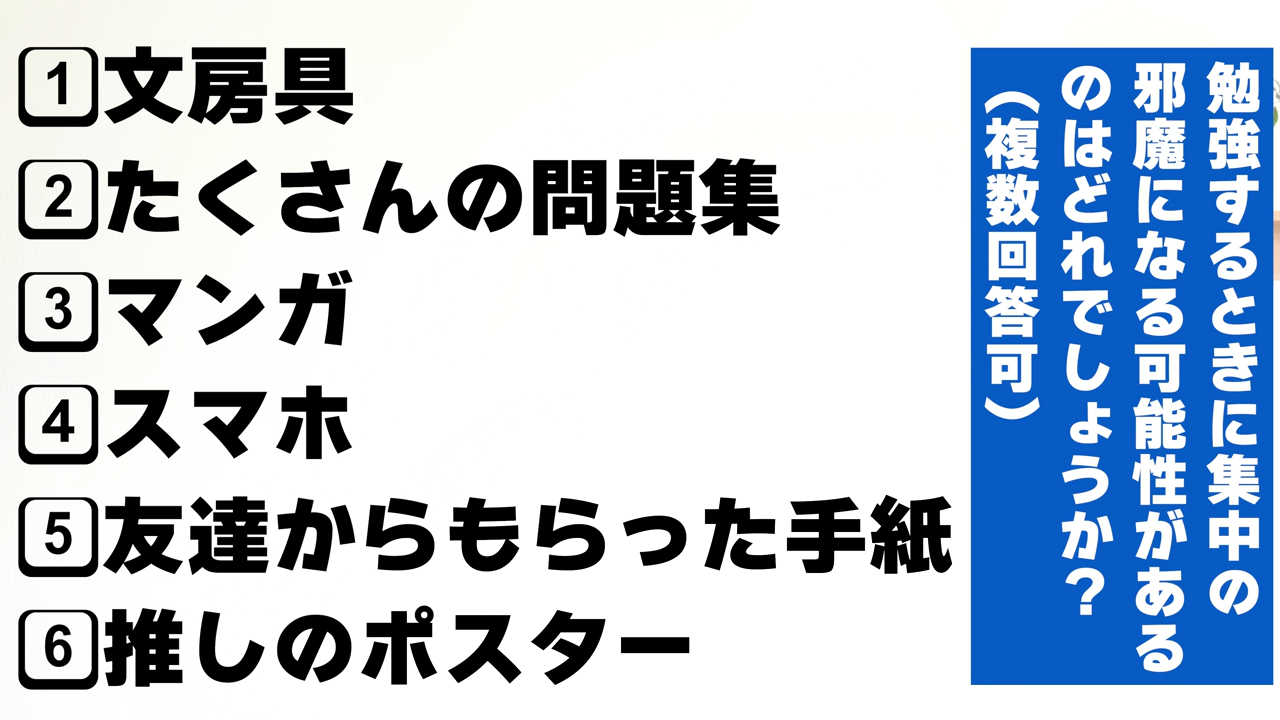 勉強するときに集中の
邪魔になる可能性がある
のはどれでしょうか？
（複数回答可）
1文房具
2たくさんの問題集
3マンガ
4スマホ
5友達からもらった手紙
6推しのポスター